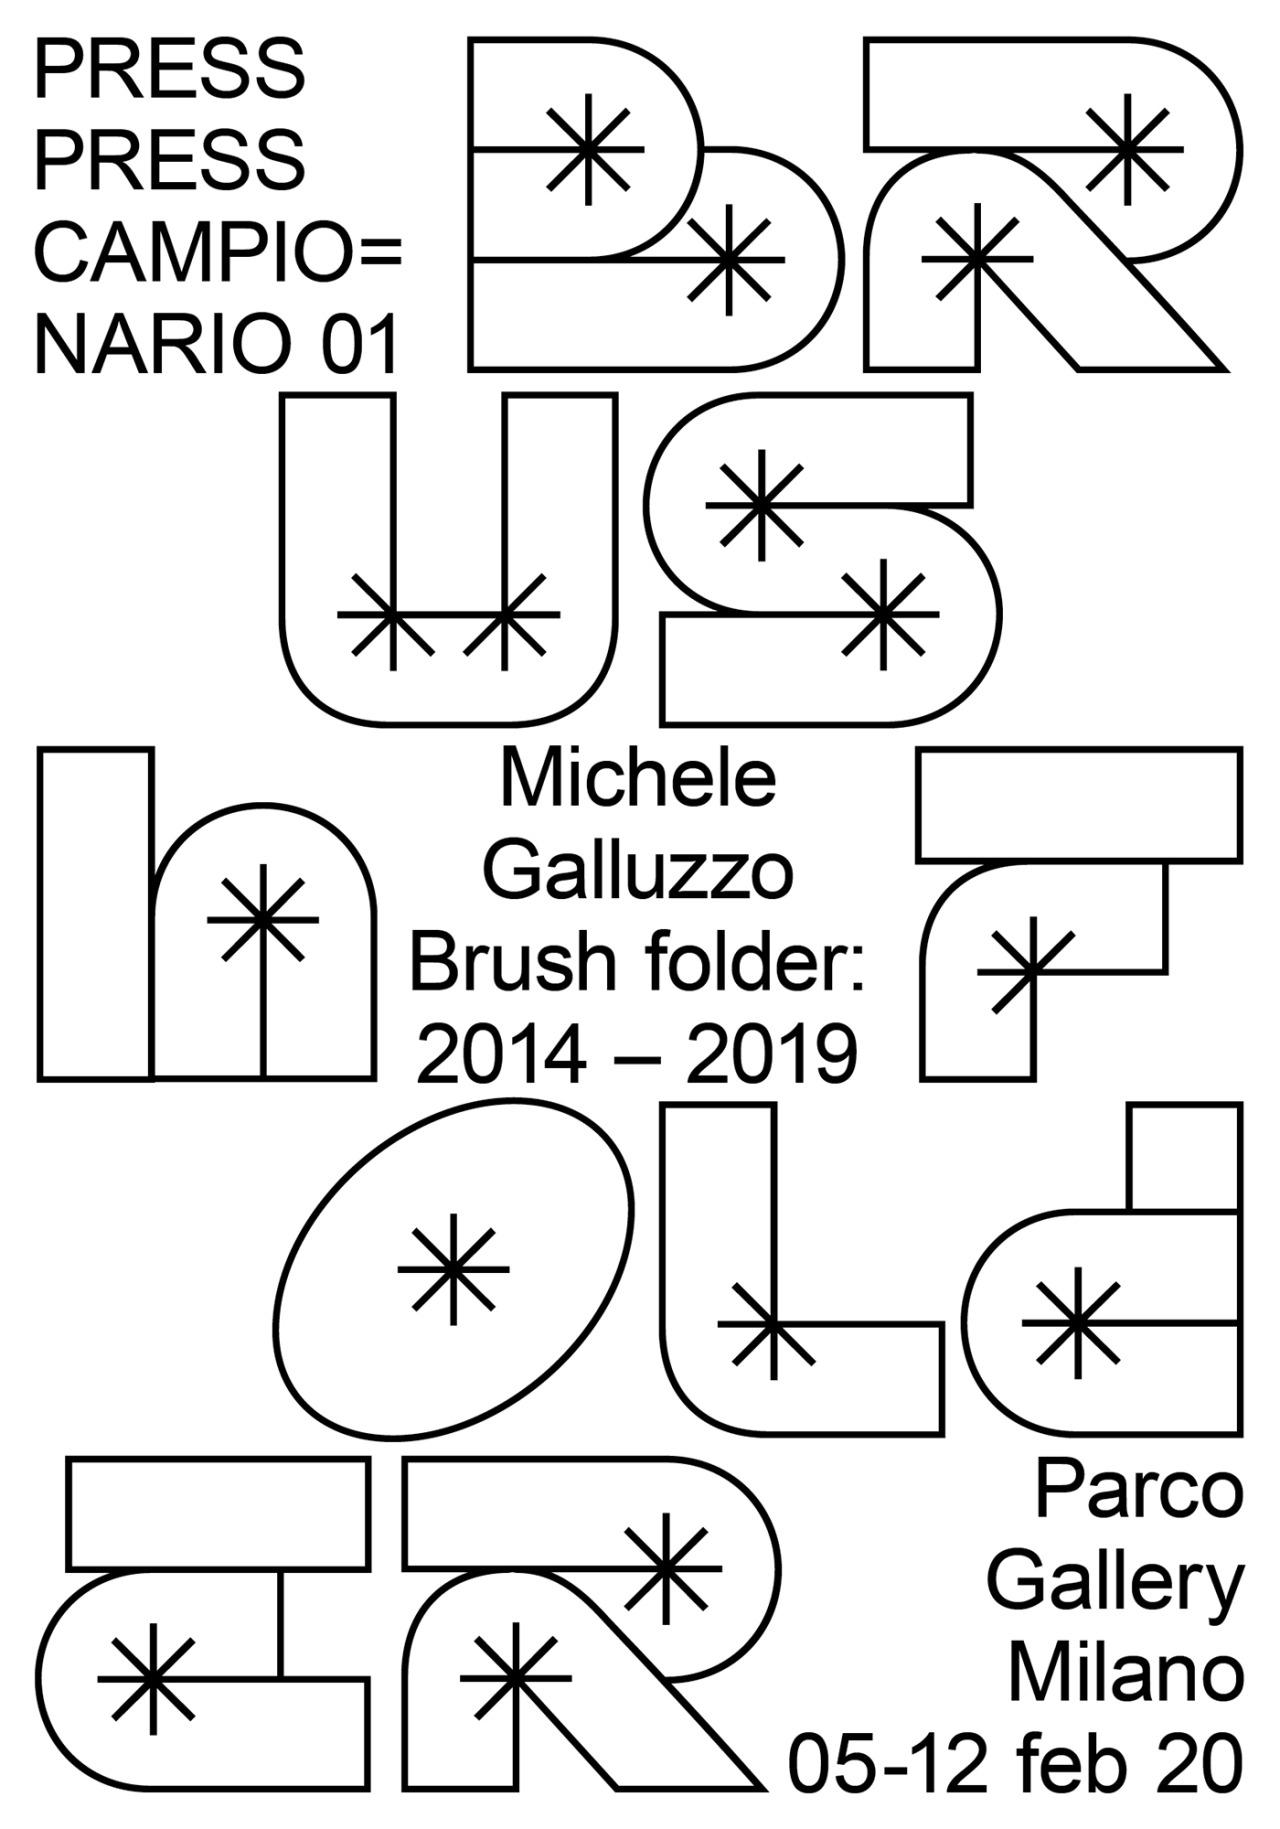 PRESS
PRESS
CAMPIO=
NARIO 01
BR
US
h F
Michele
Galluzzo
Brush folder:
2014 – 2019
OLd
ER
Parco
Gallery
Milano
05-12 feb 20